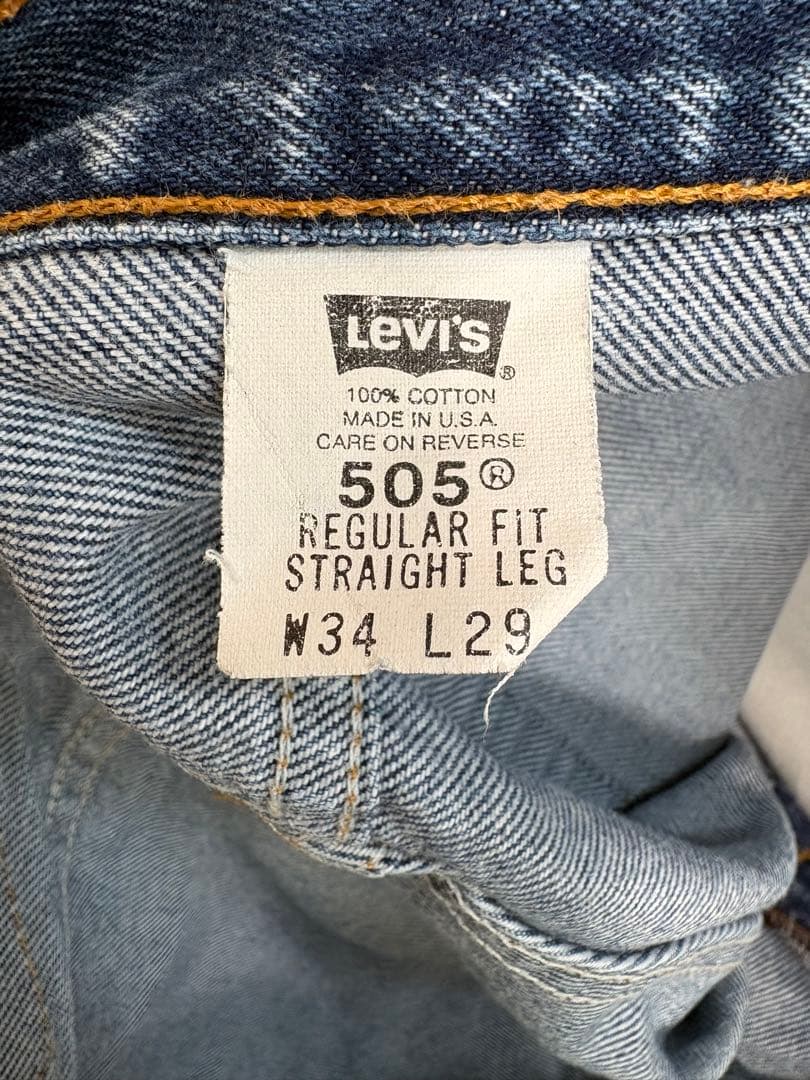 LEVI'S®
100% COTTON
MADE IN U.S.A.
CARE ON REVERSE
505®
REGULAR FIT
STRAIGHT LEG
W34 L29